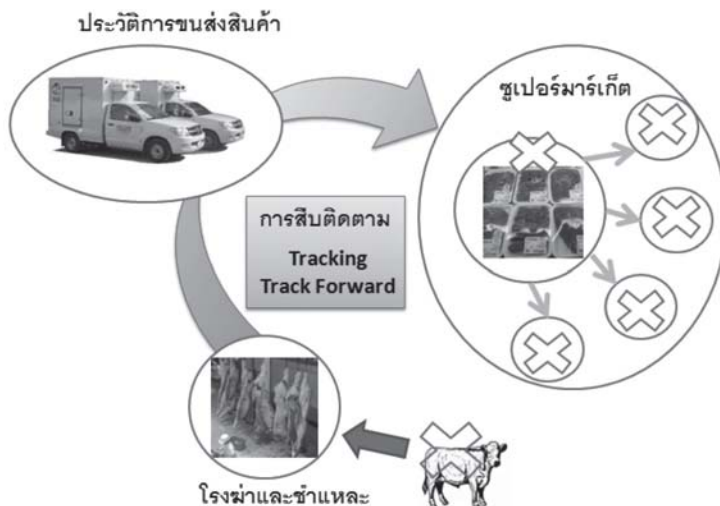 ประวัติการขนส่งสินค้า
ซูเปอร์มาร์เก็ต
การสืบติดตาม
Tracking
Track Forward
โรงฆ่าและชำแหละ